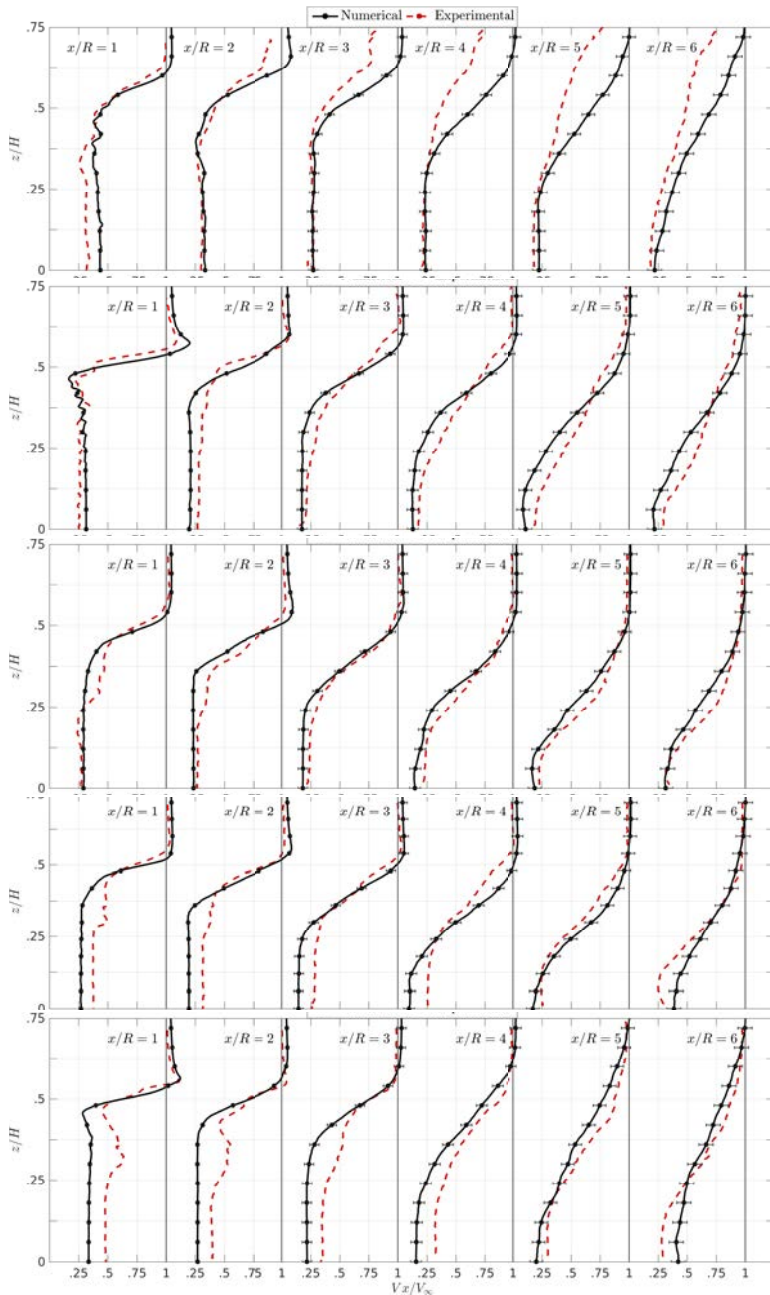 Numerical Experimental
.75
x/R = 1 x/R = 2 x/R = 3 x/R = 4 x/R = 5 x/R = 6
.5
z/H
.25
0
.75
x/R = 1 x/R = 2 x/R = 3 x/R = 4 x/R = 5 x/R = 6
.5
z/H
.25
0
.75
x/R = 1 x/R = 2 x/R = 3 x/R = 4 x/R = 5 x/R = 6
.5
z/H
.25
0
x/R = 1 x/R = 2 x/R = 3 x/R = 4 x/R = 5 x/R = 6
.5
z/H
.25
0
.75
x/R = 1 x/R = 2 x/R = 3 x/R = 4 x/R = 5 x/R = 6
.5
z/H
.25
0
.25 .5 .75 1 .25 .5 .75 1 .25 .5 .75 1 .25 .5 .75 1 .25 .5 .75 1 .25 .5 .75 1
Vx/V∞